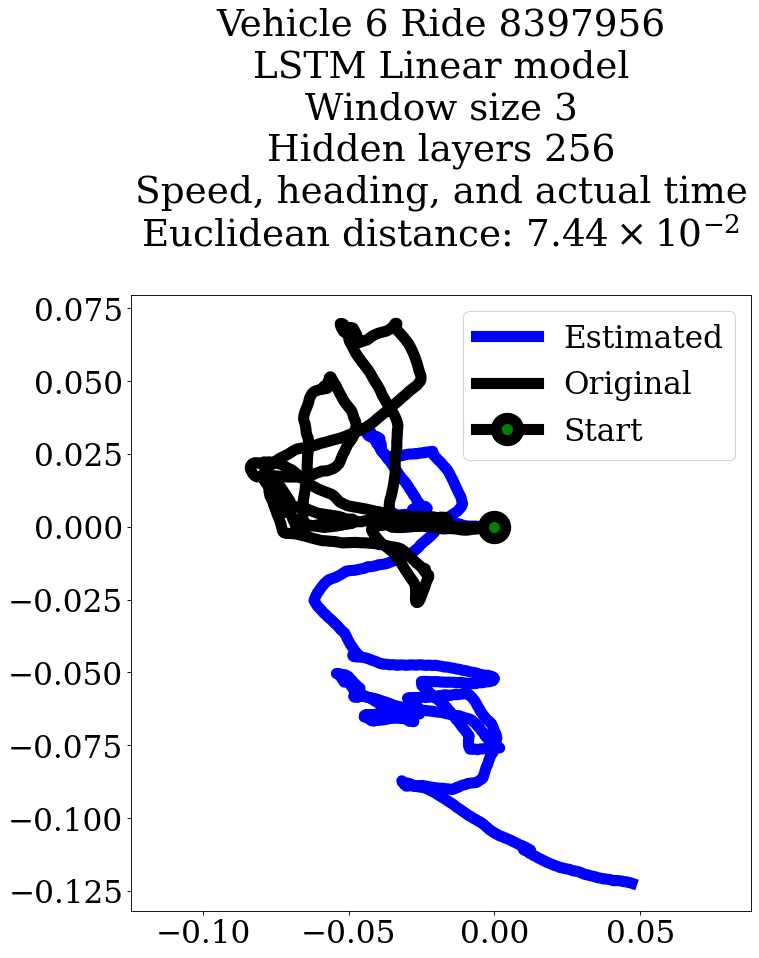 Vehicle 6 Ride 8397956
LSTM Linear model
Window size 3
Hidden layers 256
Speed, heading, and actual time
Euclidean distance: 7.44 × 10⁻²
Estimated
Original
Start
0.075
0.050
0.025
0.000
−0.025
−0.050
−0.075
−0.100
−0.125
−0.10 −0.05 0.00 0.05